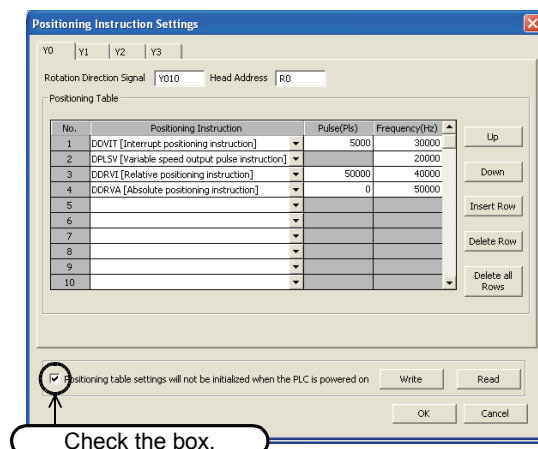 Positioning Instruction Settings
Y0 Y1 Y2 Y3
Rotation Direction Signal Y010 Head Address R0
Positioning Table
No. Positioning Instruction Pulse(Pls) Frequency(Hz)
1 DDVIT [Interrupt positioning instruction] 5000 30000
2 DPLSV [Variable speed output pulse instruction] 20000
3 DDRVI [Relative positioning instruction] 50000 40000
4 DDRVA [Absolute positioning instruction] 0 50000
5
6
7
8
9
10
Up
Down
Insert Row
Delete Row
Delete all
Rows
Positioning table settings will not be initialized when the PLC is powered on Write Read
OK Cancel
Check the box.